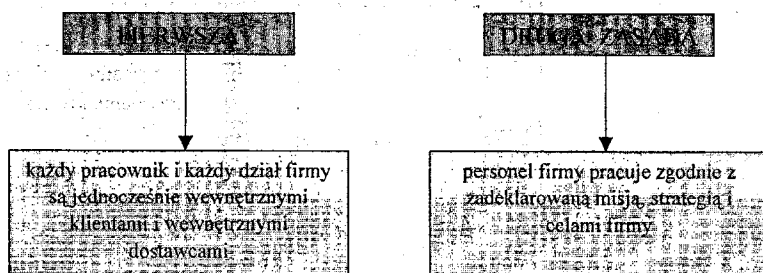 PIERWSZA
każdy pracownik i każdy dział firmy
są jednocześnie wewnętrznymi
klientami i wewnętrznymi
dostawcami
DRUGA ZASADA
personel firmy pracuje zgodnie z
zadeklarowaną misją, strategią i
celami firmy